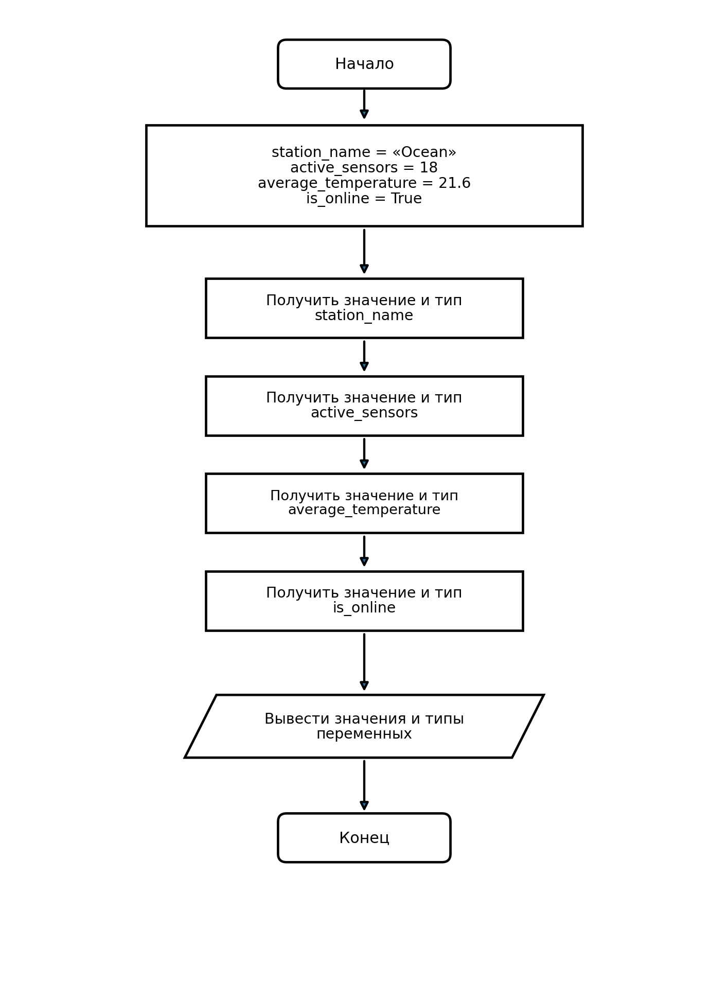 Начало
station_name = «Ocean»
active_sensors = 18
average_temperature = 21.6
is_online = True
Получить значение и тип
station_name
Получить значение и тип
active_sensors
Получить значение и тип
average_temperature
Получить значение и тип
is_online
Вывести значения и типы
переменных
Конец